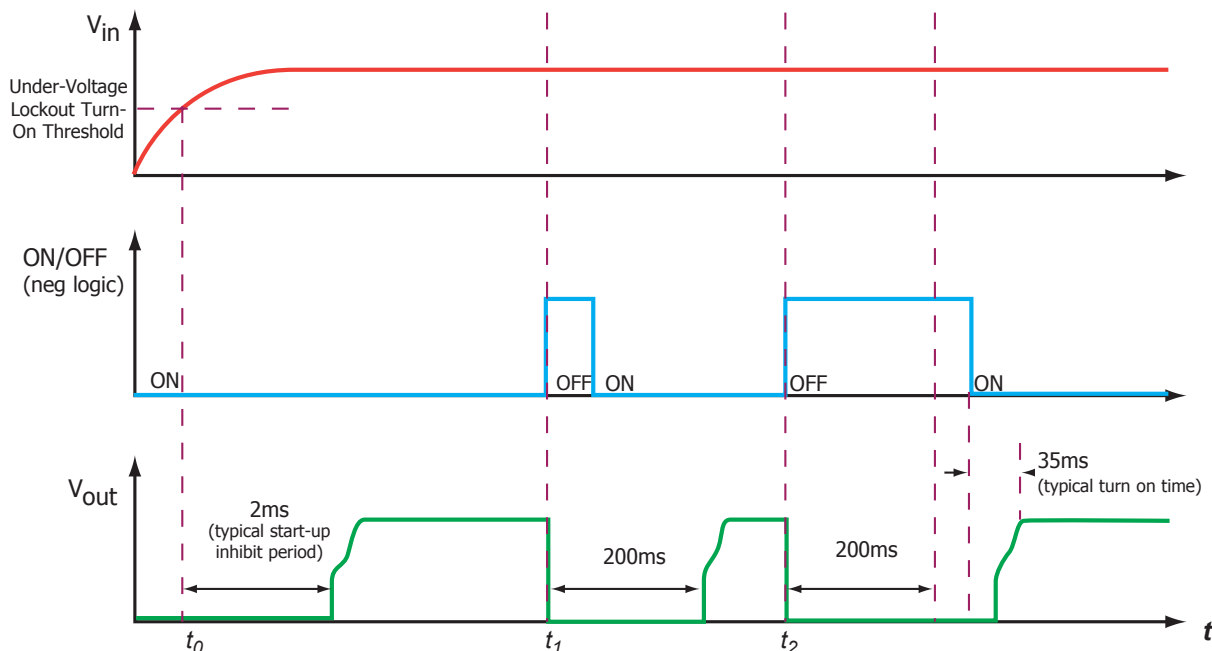 Vin
Under-Voltage
Lockout Turn-
On Threshold
ON/OFF
(neg logic)
ON
OFF
ON
OFF
ON
Vout
2ms
(typical start-up
inhibit period)
200ms
200ms
35ms
(typical turn on time)
t0
t1
t2
t